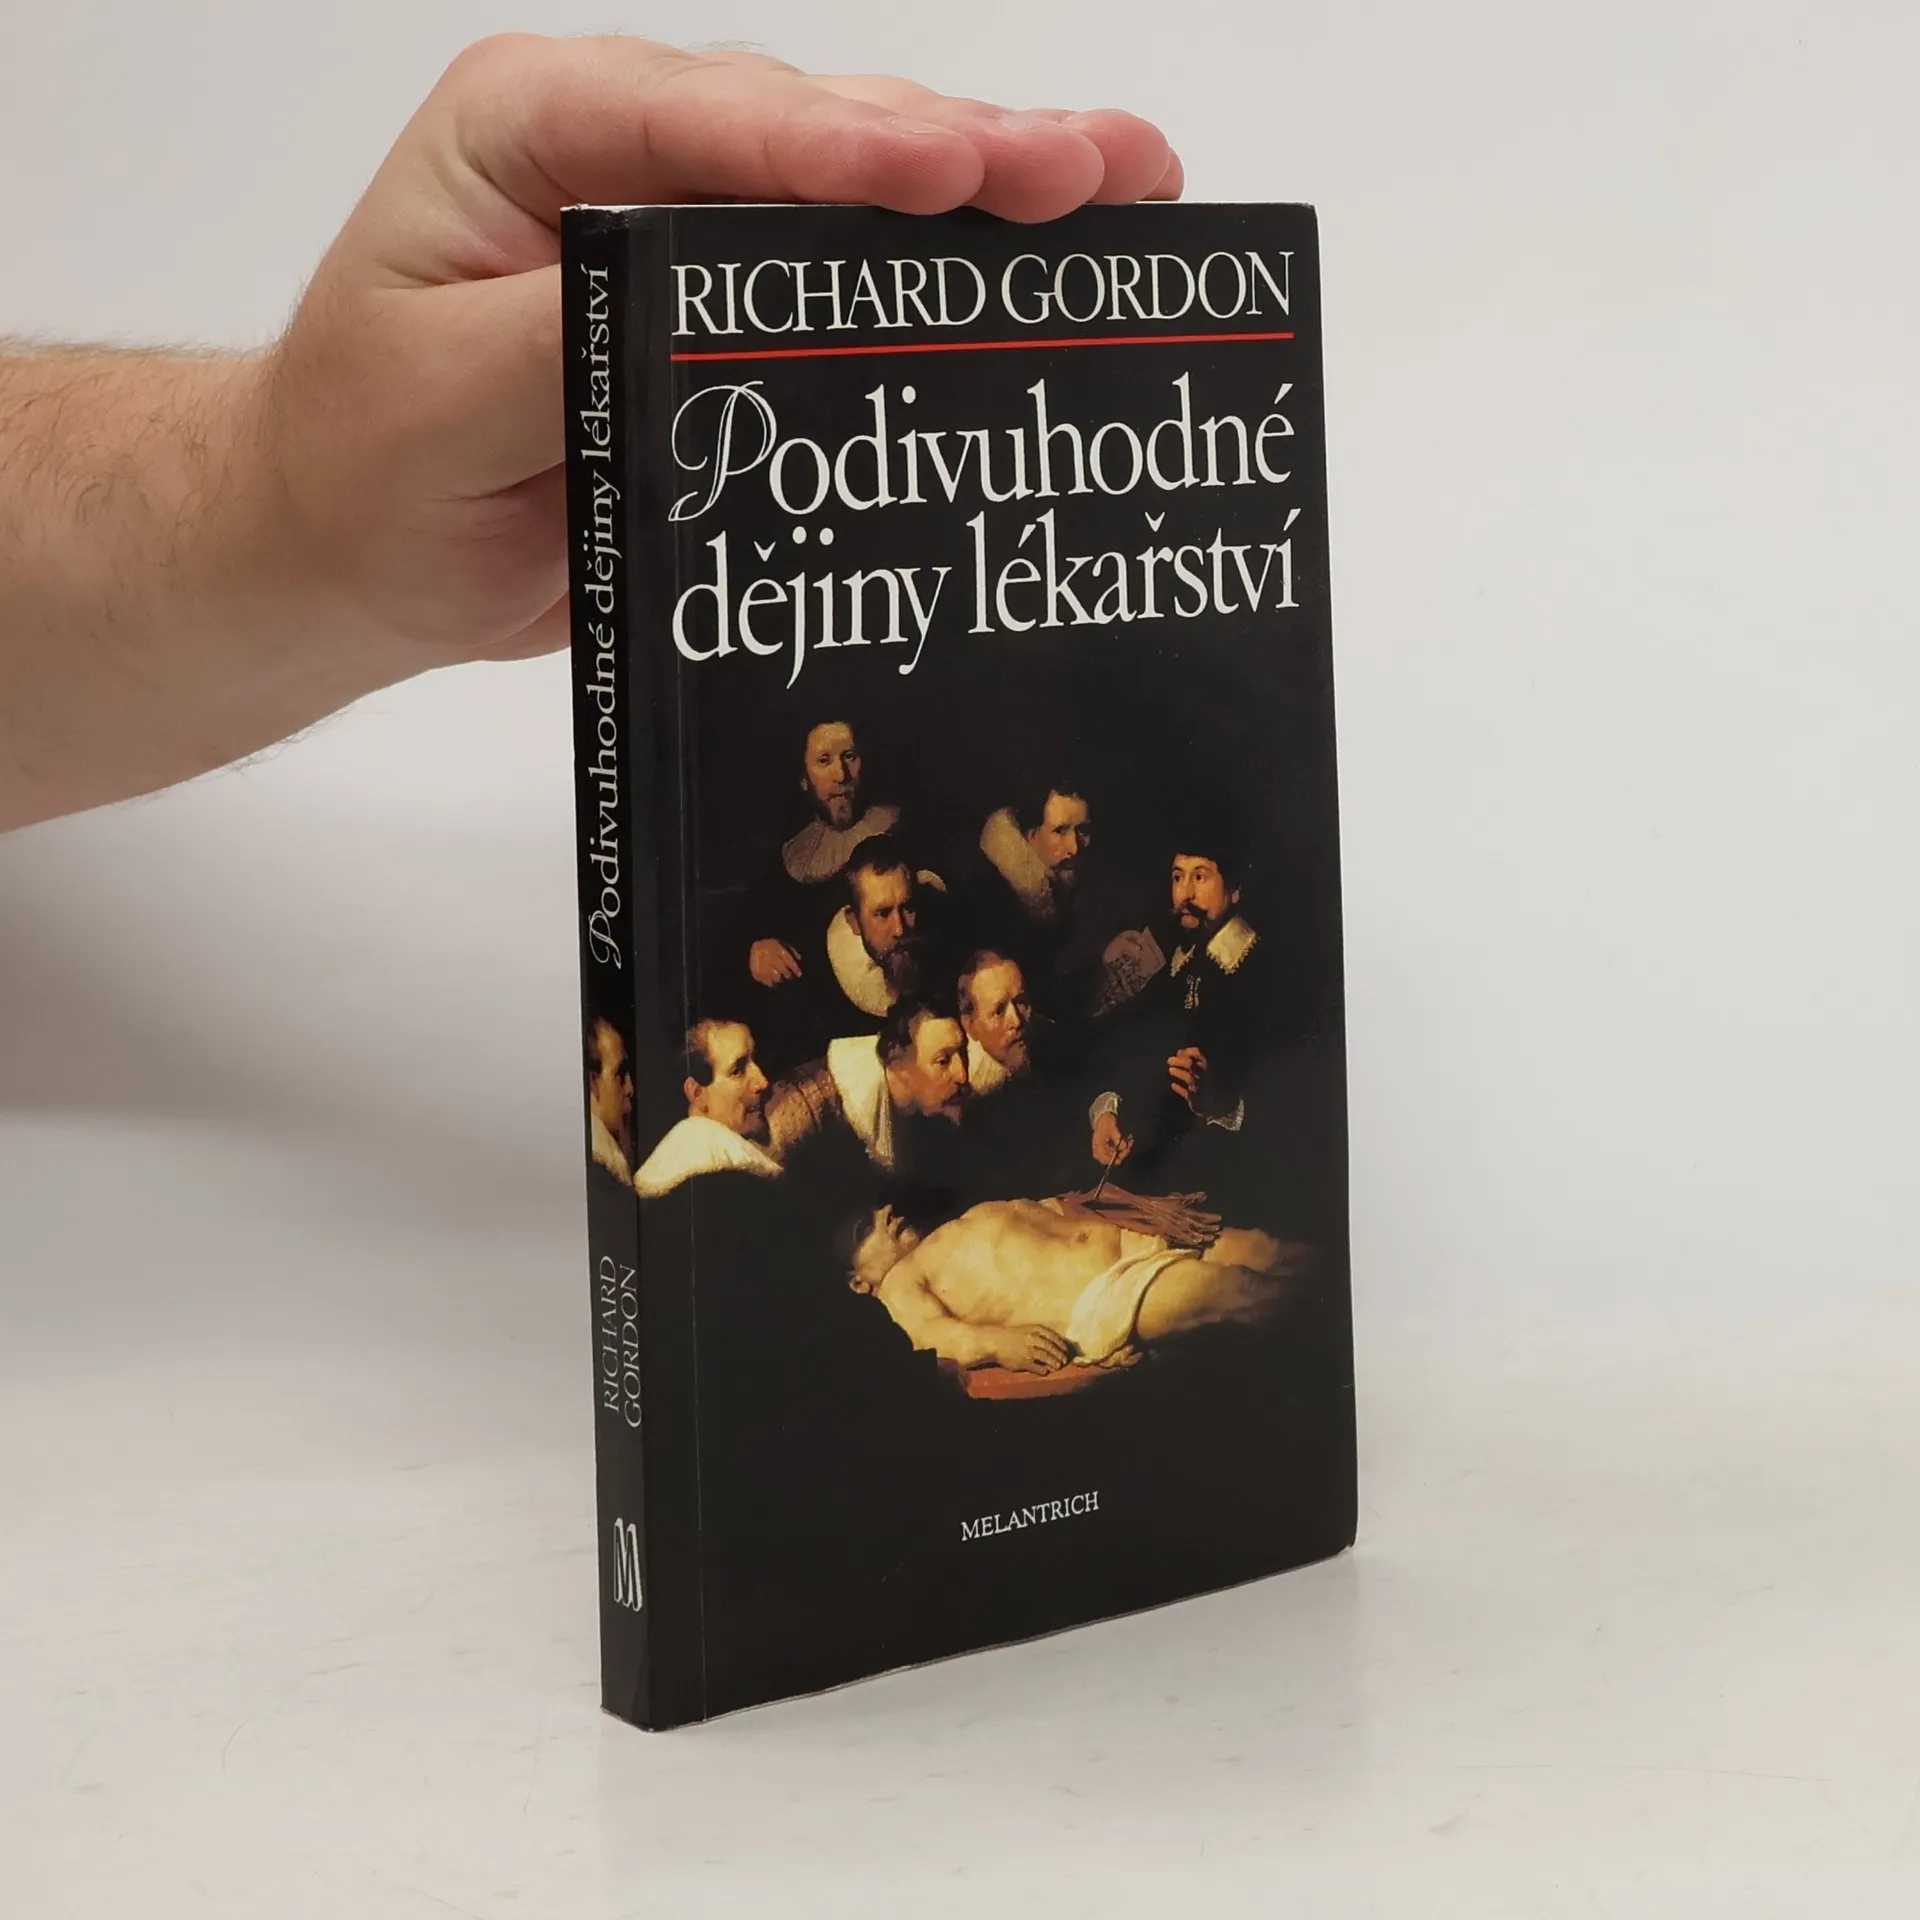 RICHARD GORDON
Podivuhodné
dějiny lékařství
MELANTRICH
Podivuhodné dějiny lékařství
RICHARD
GORDON
M